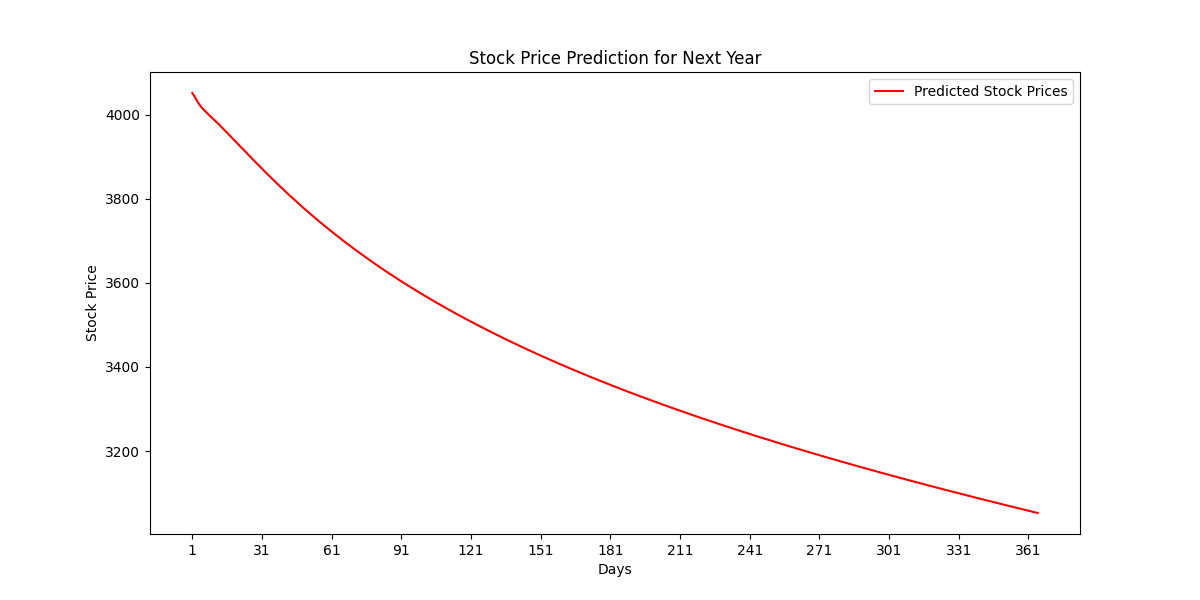 Stock Price Prediction for Next Year
Predicted Stock Prices
4000
3800
3600
3400
3200
Stock Price
1 31 61 91 121 151 181 211 241 271 301 331 361
Days